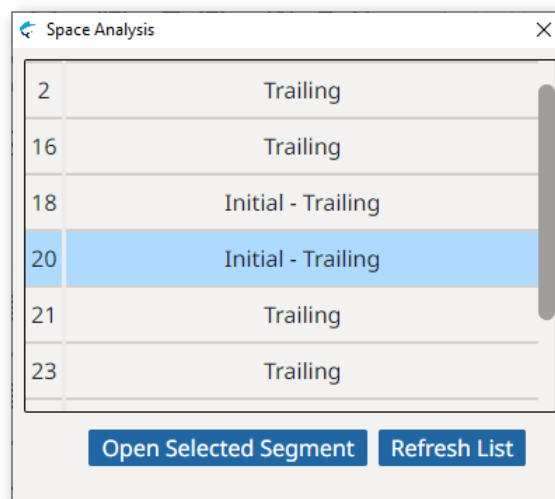 Space Analysis
2 Trailing
16 Trailing
18 Initial - Trailing
20 Initial - Trailing
21 Trailing
23 Trailing
Open Selected Segment Refresh List